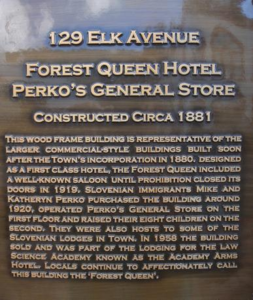 129 Elk Avenue
Forest Queen Hotel
Perko's General Store
Constructed Circa 1881
This wood frame building is representative of the
larger commercial-style buildings built soon
after the Town's incorporation in 1880. Designed
as a first class hotel, the Forest Queen included
a well-known saloon until prohibition closed its
doors in 1919. Slovenian immigrants Mike and
Katheryn Perko purchased the building around
1920, operated Perko's General Store on the
first floor and raised their eight children on the
second. They were also hosts to some of the
Slovenian Lodges in Town. In 1958 the building
sold and was part of the lodging for the Law
Science Academy known as the Academy Arms
Hotel. Locals continue to affectionately call
this building the 'Forest Queen'.